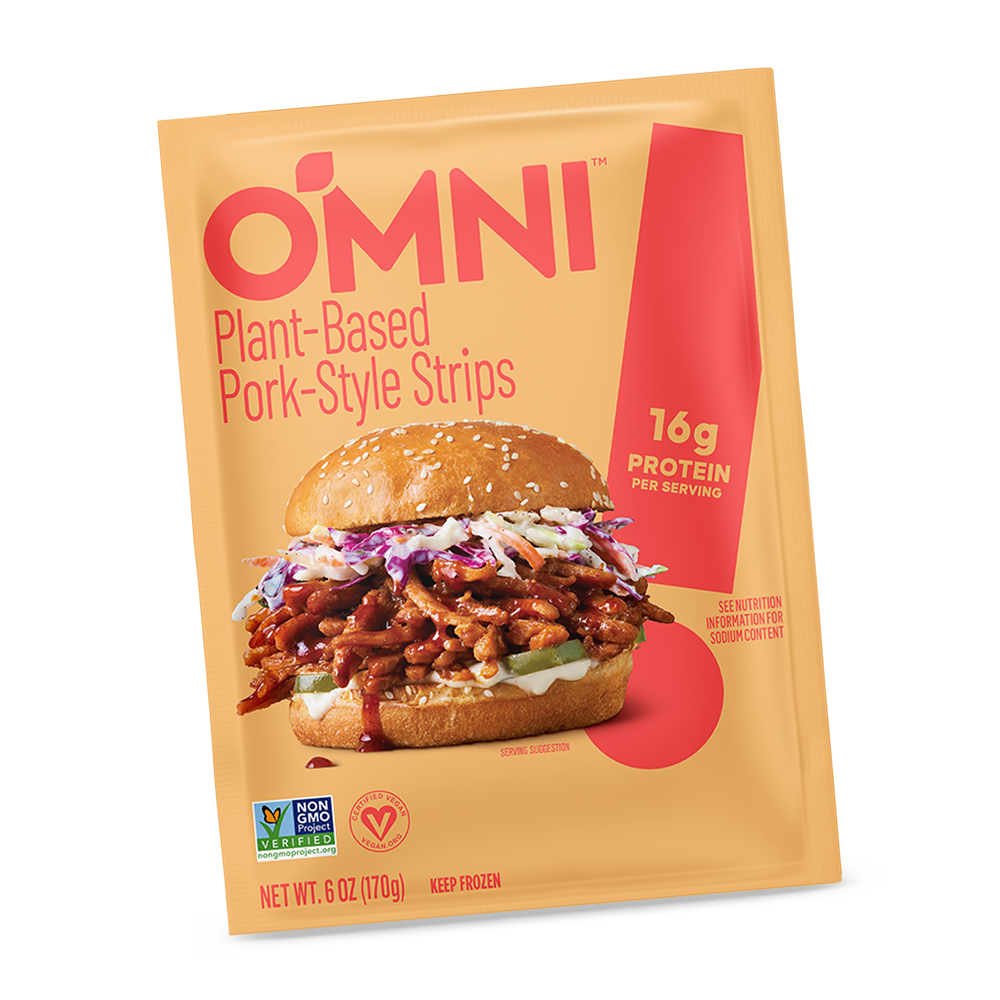 OMNI™
Plant-Based
Pork-Style Strips
16g
PROTEIN
PER SERVING
SEE NUTRITION
INFORMATION FOR
SODIUM CONTENT
SERVING SUGGESTION
NON
GMO
Project
VERIFIED
nongmoproject.org
CERTIFIED VEGAN
VEGAN.ORG
NET WT. 6 OZ (170g)
KEEP FROZEN